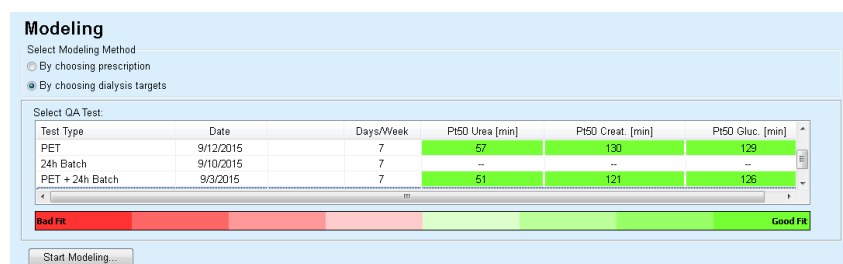 Modeling
Select Modeling Method
By choosing prescription
By choosing dialysis targets
Select QA Test:
Test Type Date Days/Week Pt50 Urea [min] Pt50 Creat. [min] Pt50 Gluc. [min]
PET 9/12/2015 7 57 130 129
24h Batch 9/10/2015 7 -- -- --
PET + 24h Batch 9/3/2015 7 51 121 126
Bad Fit Good Fit
Start Modeling...